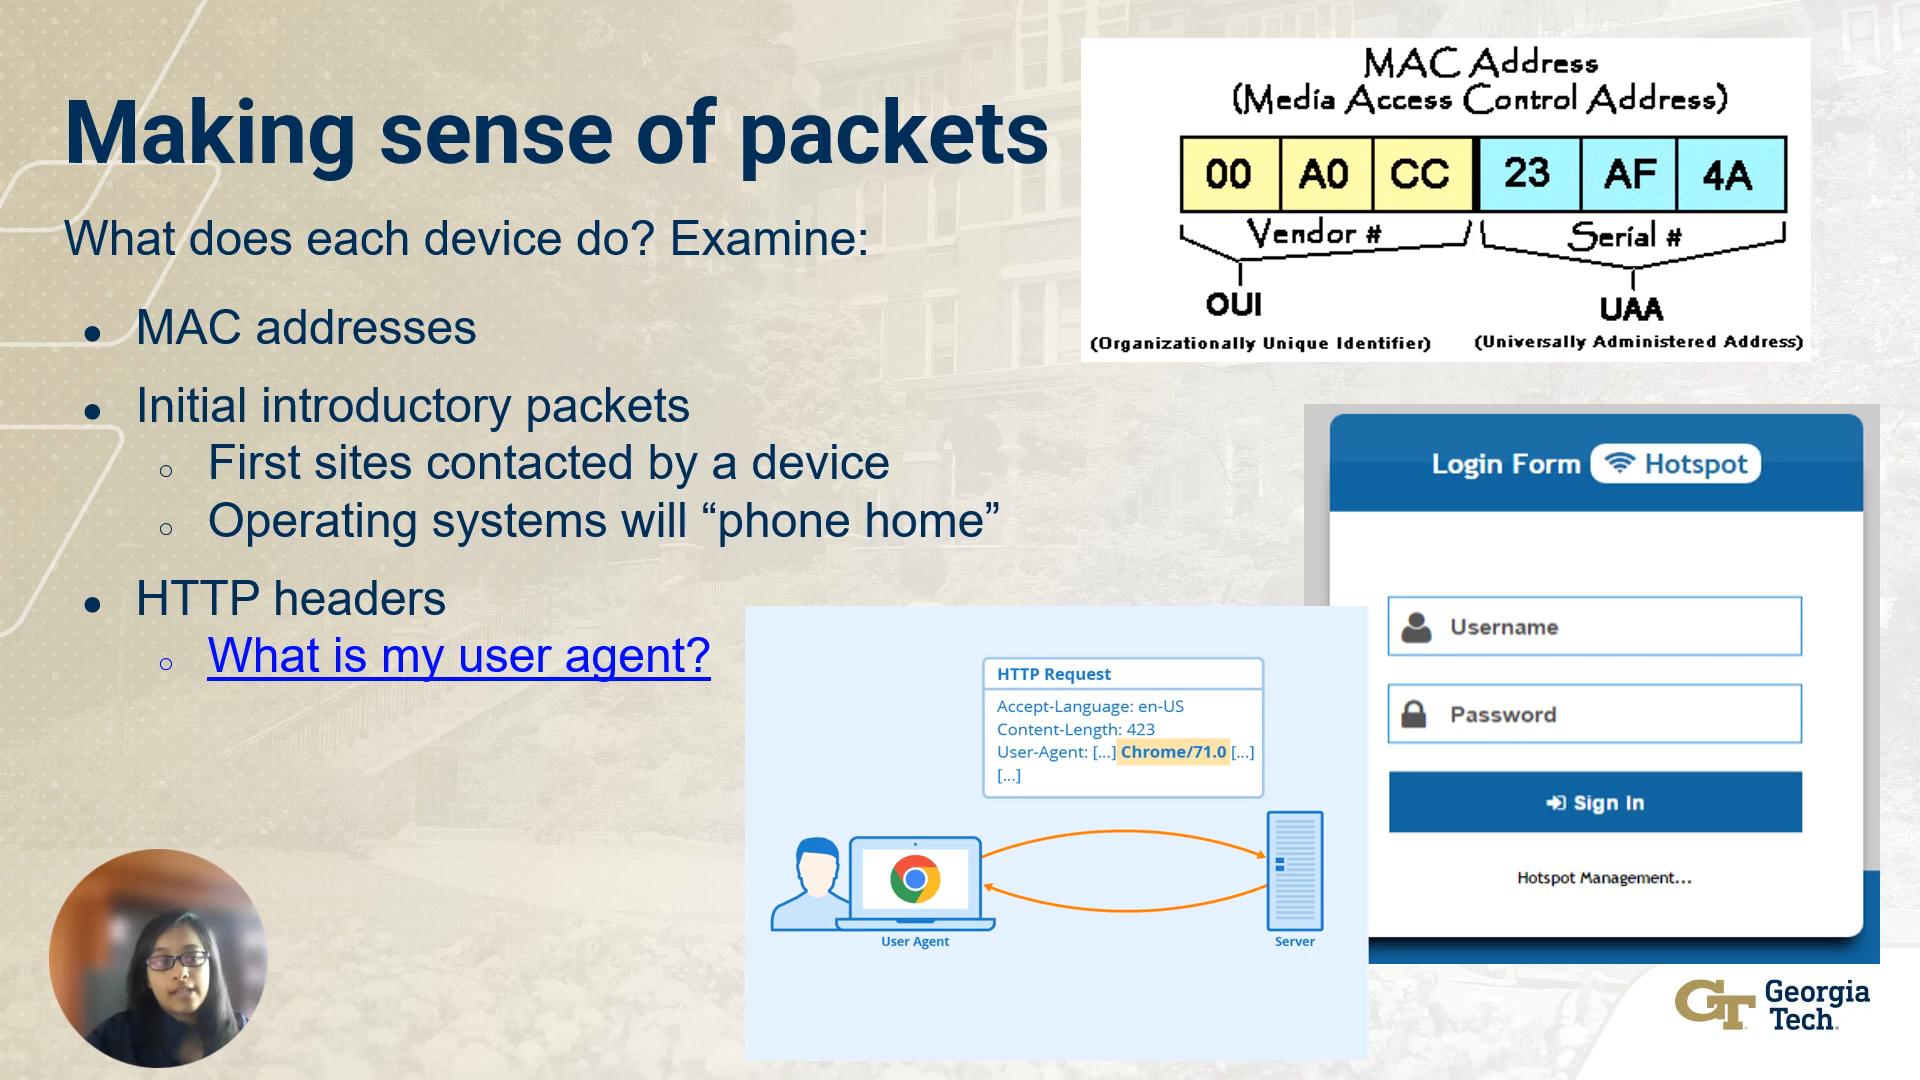 Making sense of packets
What does each device do? Examine:
● MAC addresses
● Initial introductory packets
○ First sites contacted by a device
○ Operating systems will “phone home”
● HTTP headers
○ What is my user agent?
MAC Address
(Media Access Control Address)
00 A0 CC 23 AF 4A
Vendor # Serial #
OUI UAA
(Organizationally Unique Identifier) (Universally Administered Address)
Login Form Hotspot
Username
Password
Sign In
Hotspot Management...
HTTP Request
Accept-Language: en-US
Content-Length: 423
User-Agent: [...] Chrome/71.0 [...]
[...]
User Agent Server
GT Georgia
Tech.